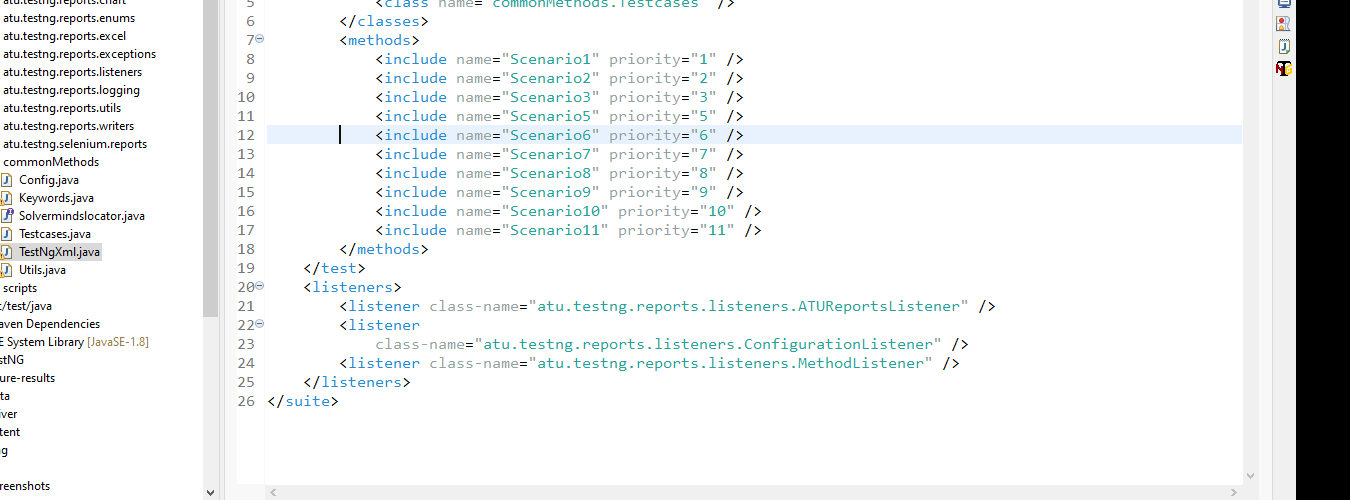 atu.testng.reports.chart
atu.testng.reports.enums
atu.testng.reports.excel
atu.testng.reports.exceptions
atu.testng.reports.listeners
atu.testng.reports.logging
atu.testng.reports.utils
atu.testng.reports.writers
atu.testng.selenium.reports
commonMethods
Config.java
Keywords.java
Solvermindslocator.java
Testcases.java
TestNgXml.java
Utils.java
scripts
:/test/java
aven Dependencies
E System Library [JavaSE-1.8]
stNG
ure-results
ta
iver
tent
ng
reenshots
5 <class name="commonMethods.Testcases" />
6 </classes>
7 <methods>
8 <include name="Scenario1" priority="1" />
9 <include name="Scenario2" priority="2" />
10 <include name="Scenario3" priority="3" />
11 <include name="Scenario5" priority="5" />
12 <include name="Scenario6" priority="6" />
13 <include name="Scenario7" priority="7" />
14 <include name="Scenario8" priority="8" />
15 <include name="Scenario9" priority="9" />
16 <include name="Scenario10" priority="10" />
17 <include name="Scenario11" priority="11" />
18 </methods>
19 </test>
20 <listeners>
21 <listener class-name="atu.testng.reports.listeners.ATUReportsListener" />
22 <listener
23 class-name="atu.testng.reports.listeners.ConfigurationListener" />
24 <listener class-name="atu.testng.reports.listeners.MethodListener" />
25 </listeners>
26 </suite>